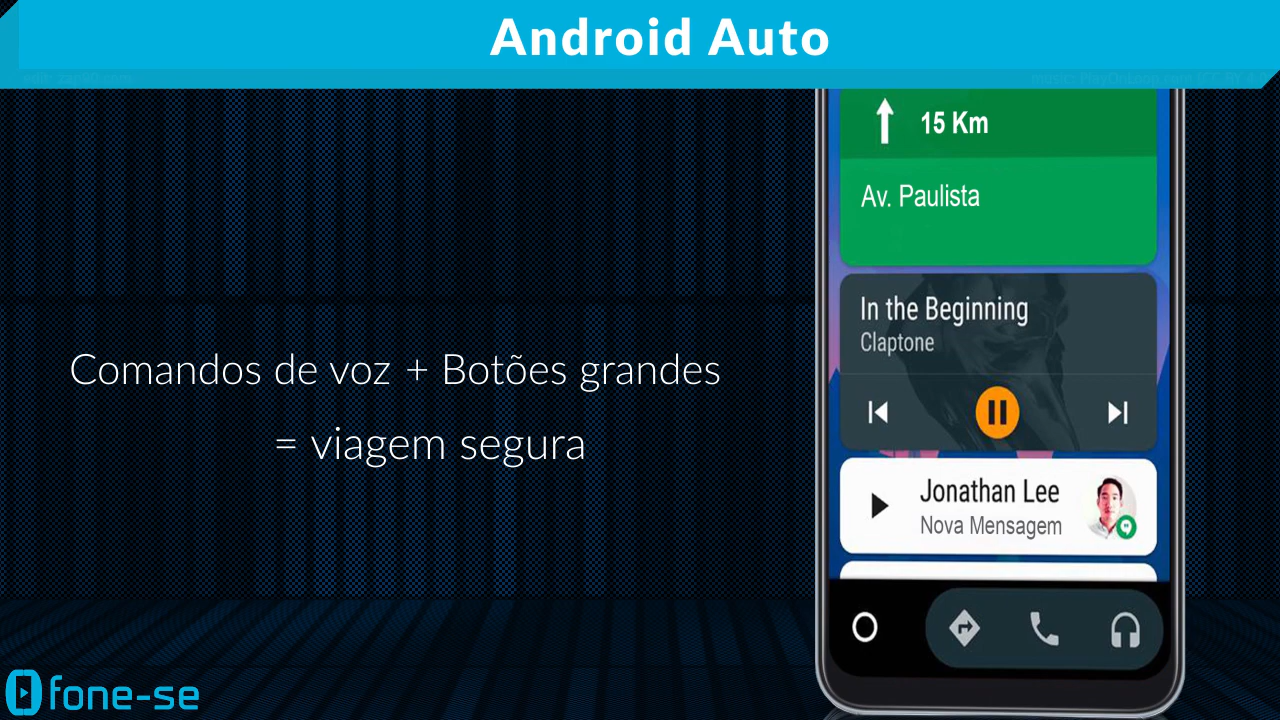 Android Auto
15 Km
Av. Paulista
In the Beginning
Claptone
Comandos de voz + Botões grandes
= viagem segura
Jonathan Lee
Nova Mensagem
fone-se